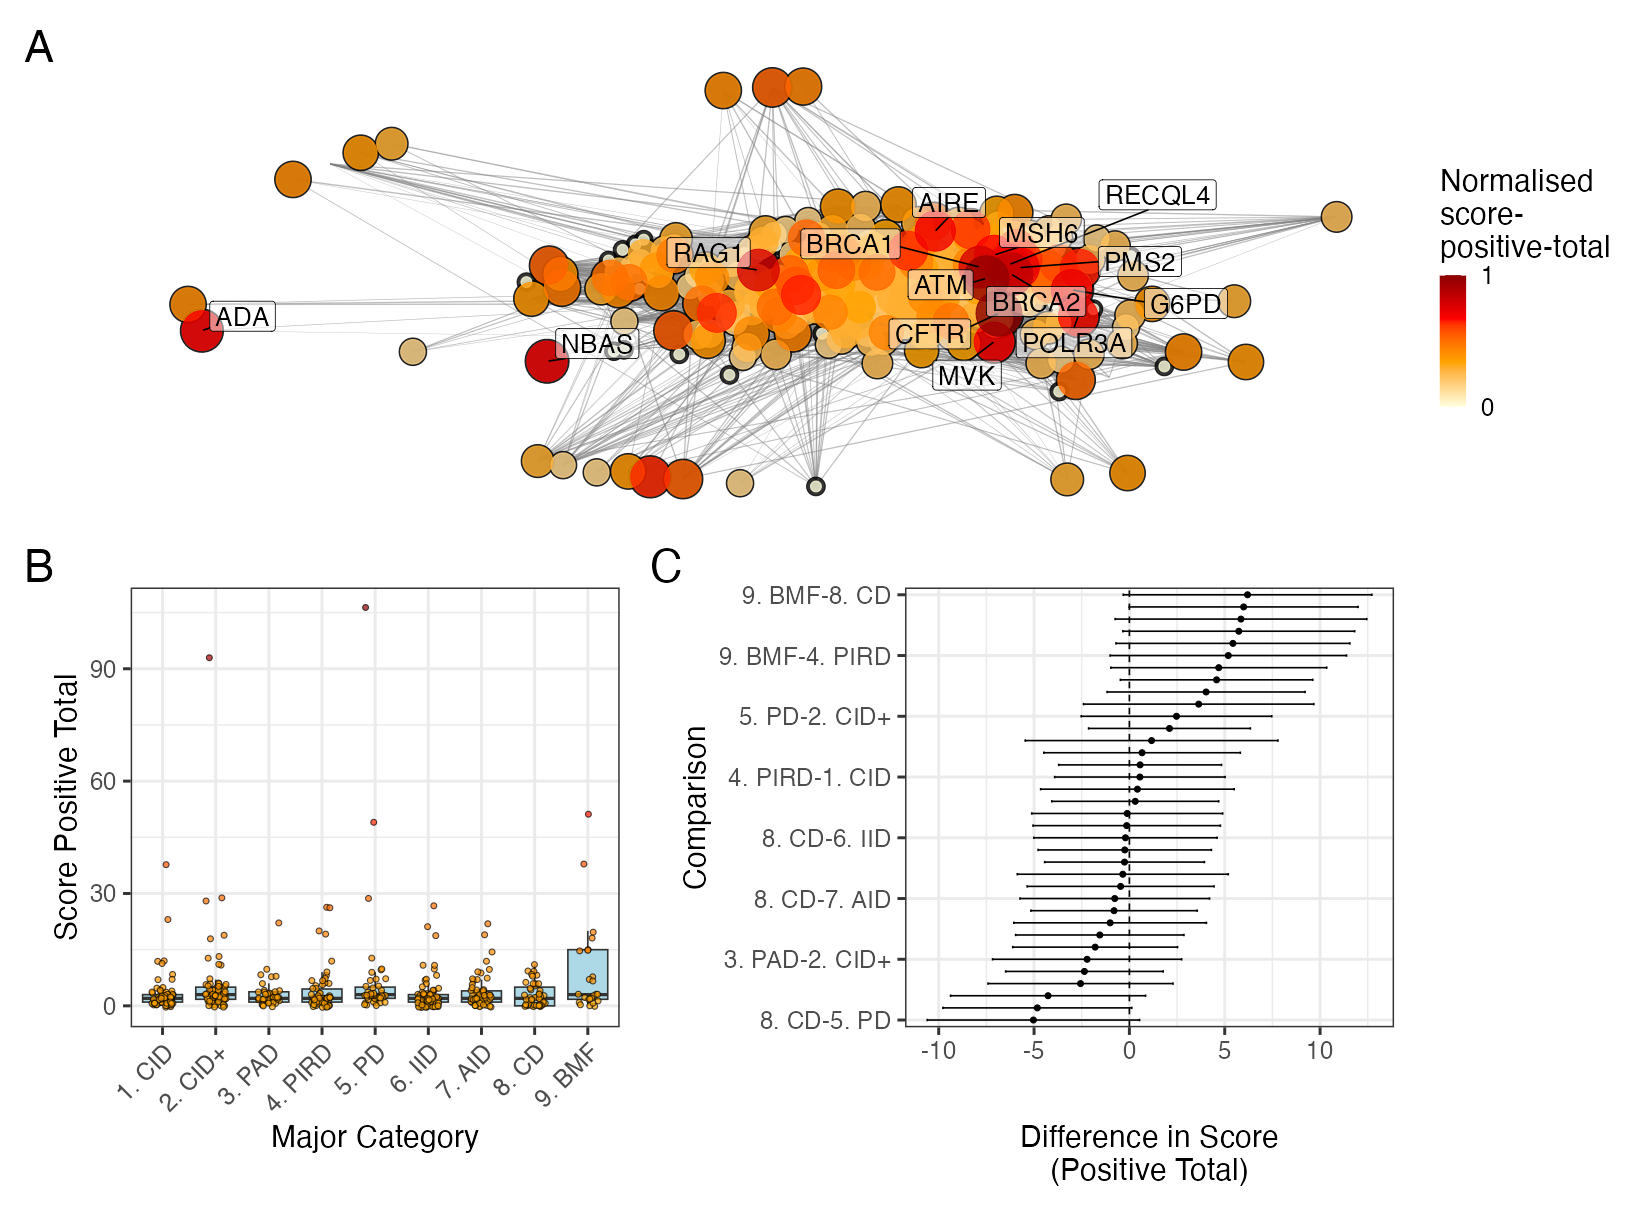 A
Normalised
score-
positive-total
1
0
AIRE
RECQL4
RAG1
BRCA1
MSH6
PMS2
ATM
BRCA2
G6PD
ADA
NBAS
CFTR
POLR3A
MVK
B
Score Positive Total
90
60
30
0
1. CID
2. CID+
3. PAD
4. PIRD
5. PD
6. IID
7. AID
8. CD
9. BMF
Major Category
C
Comparison
9. BMF-8. CD
9. BMF-4. PIRD
5. PD-2. CID+
4. PIRD-1. CID
8. CD-6. IID
8. CD-7. AID
3. PAD-2. CID+
8. CD-5. PD
-10
-5
0
5
10
Difference in Score
(Positive Total)